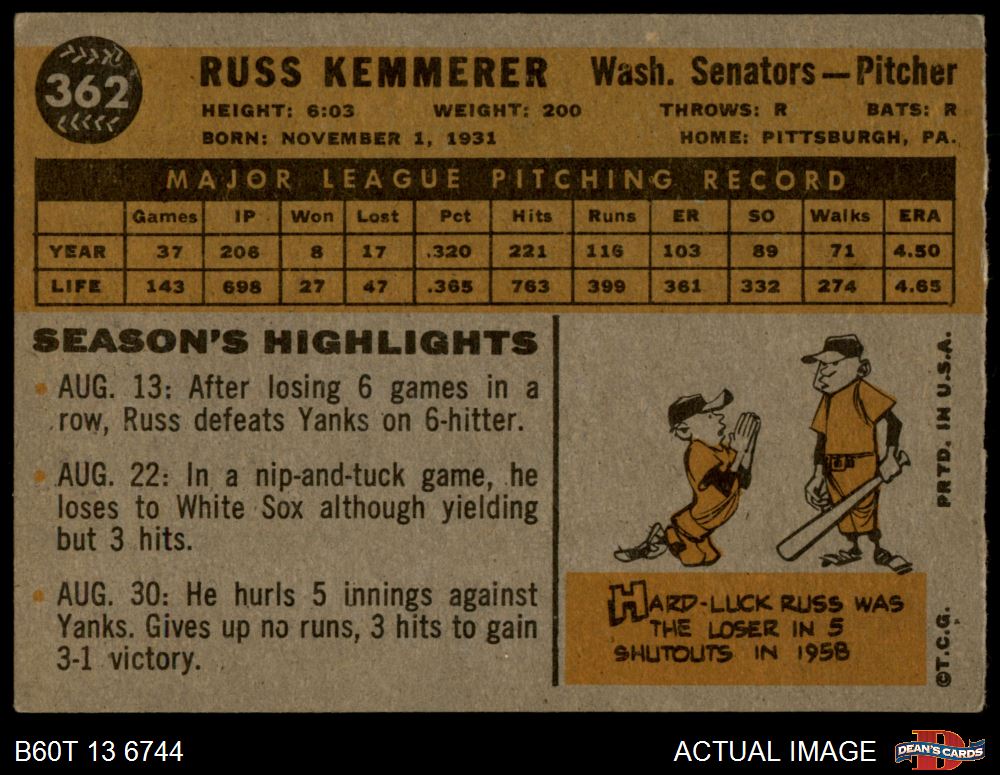 362
RUSS KEMMERER Wash. Senators — Pitcher
HEIGHT: 6:03 WEIGHT: 200 THROWS: R BATS: R
BORN: NOVEMBER 1, 1931 HOME: PITTSBURGH, PA.
MAJOR LEAGUE PITCHING RECORD
Games IP Won Lost Pct Hits Runs ER SO Walks ERA
YEAR 37 206 8 17 .320 221 116 103 89 71 4.50
LIFE 143 698 27 47 .365 763 399 361 332 274 4.65
SEASON'S HIGHLIGHTS
• AUG. 13: After losing 6 games in a
row, Russ defeats Yanks on 6-hitter.
• AUG. 22: In a nip-and-tuck game, he
loses to White Sox although yielding
but 3 hits.
• AUG. 30: He hurls 5 innings against
Yanks. Gives up no runs, 3 hits to gain
3-1 victory.
HARD-LUCK RUSS WAS
THE LOSER IN 5
SHUTOUTS IN 1958
©T.C.G. PRTD. IN U.S.A.
B60T 13 6744 ACTUAL IMAGE
D
DEAN'S CARDS